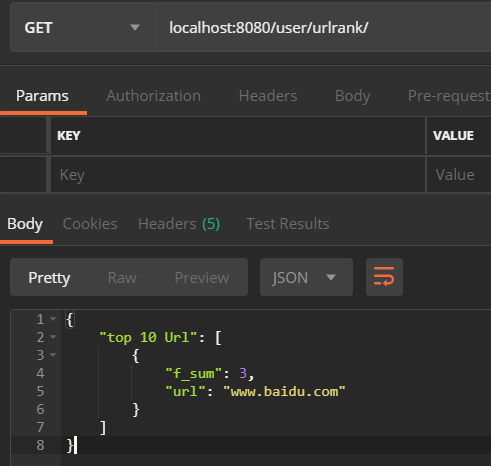 GET localhost:8080/user/urlrank/
Params Authorization Headers Body Pre-request
KEY VALUE
Key Value
Body Cookies Headers (5) Test Results
Pretty Raw Preview JSON
1 {
2 "top 10 Url": [
3 {
4 "f_sum": 3,
5 "url": "www.baidu.com"
6 }
7 ]
8 }